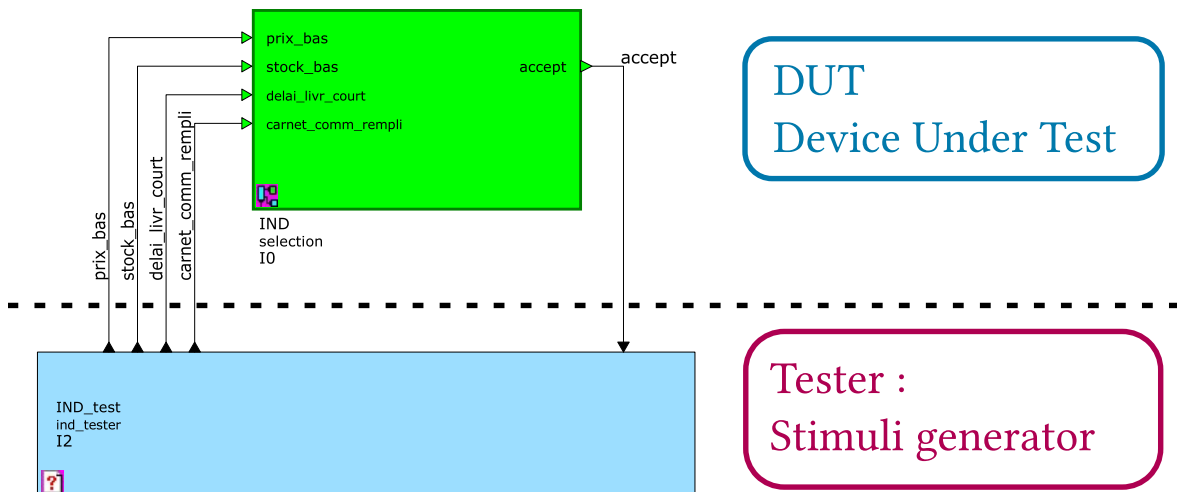 prix_bas
stock_bas
delai_livr_court
carnet_comm_rempli
accept
accept
DUT
Device Under Test
prix_bas
stock_bas
delai_livr_court
carnet_comm_rempli
IND
selection
I0
IND_test
ind_tester
I2
?
Tester :
Stimuli generator